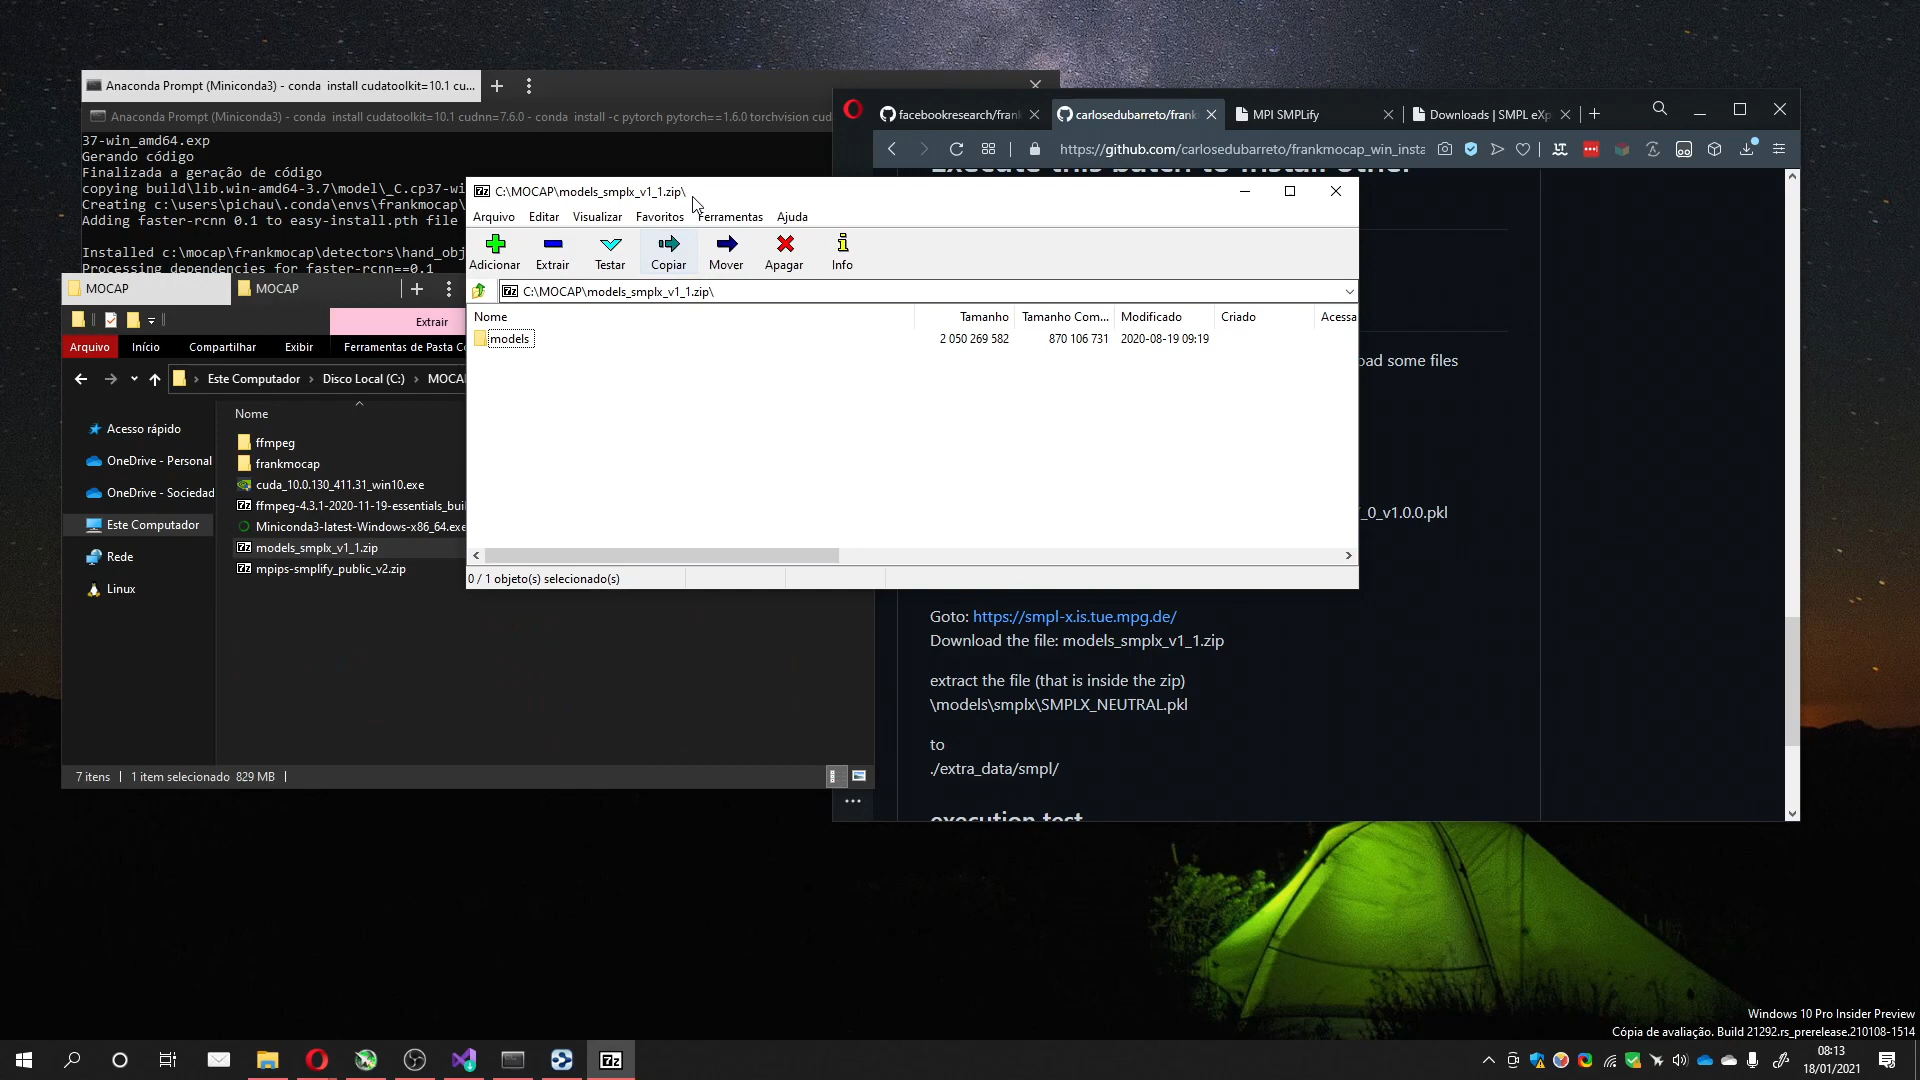 Anaconda Prompt (Miniconda3) - conda  install cudatoolkit=10.1 cu...
Anaconda Prompt (Miniconda3) - conda  install cudatoolkit=10.1 cudnn=7.6.0 - conda  install -c pytorch pytorch==1.6.0 torchvision cud
37-win_amd64.exp
Gerando código
Finalizada a geração de código
copying build\lib.win-amd64-3.7\model\_C.cp37-wi
Creating c:\users\pichau\.conda\envs\frankmocap\
Adding faster-rcnn 0.1 to easy-install.pth file
Installed c:\mocap\frankmocap\detectors\hand_obj
Processing dependencies for faster-rcnn==0.1
facebookresearch/frank
carlosedubarreto/frank
MPI SMPLify
Downloads | SMPL eXp
https://github.com/carlosedubarreto/frankmocap_win_insta
Execute this batch to install other
C:\MOCAP\models_smplx_v1_1.zip\
Arquivo Editar Visualizar Favoritos Ferramentas Ajuda
Adicionar Extrair Testar Copiar Mover Apagar Info
C:\MOCAP\models_smplx_v1_1.zip\
Nome Tamanho Tamanho Com... Modificado Criado Acessa
models 2 050 269 582 870 106 731 2020-08-19 09:19
0 / 1 objeto(s) selecionado(s)
MOCAP
MOCAP
Extrair
Arquivo Início Compartilhar Exibir Ferramentas de Pasta Co
Este Computador Disco Local (C:) MOCA
Nome
Acesso rápido
OneDrive - Personal
OneDrive - Sociedad
Este Computador
Rede
Linux
ffmpeg
frankmocap
cuda_10.0.130_411.31_win10.exe
ffmpeg-4.3.1-2020-11-19-essentials_bui
Miniconda3-latest-Windows-x86_64.exe
models_smplx_v1_1.zip
mpips-smplify_public_v2.zip
7 itens 1 item selecionado 829 MB
oad some files
_0_v1.0.0.pkl
Goto: https://smpl-x.is.tue.mpg.de/
Download the file: models_smplx_v1_1.zip
extract the file (that is inside the zip)
\models\smplx\SMPLX_NEUTRAL.pkl
to
./extra_data/smpl/
execution test
Windows 10 Pro Insider Preview
Cópia de avaliação. Build 21292.rs_prerelease.210108-1514
08:13
18/01/2021